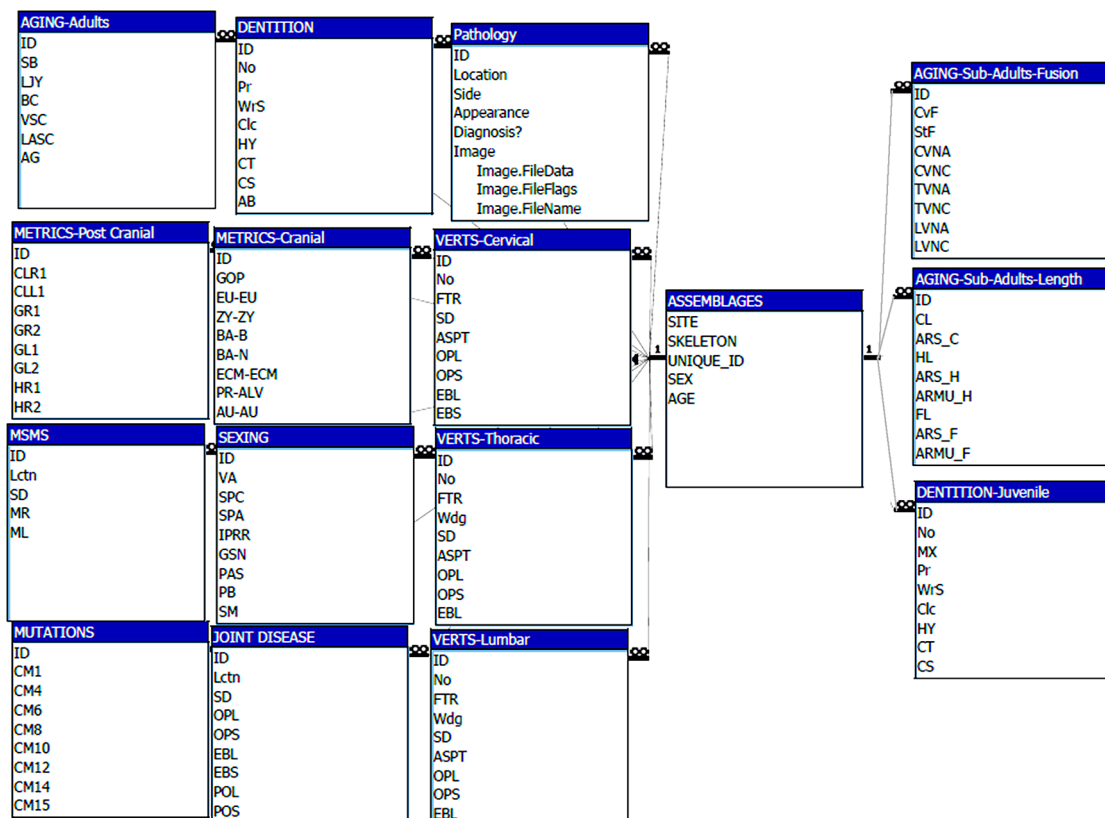 AGING-Adults
ID
SB
LJY
BC
VSC
LASC
AG
DENTITION
ID
No
Pr
WrS
Clc
HY
CT
CS
AB
Pathology
ID
Location
Side
Appearance
Diagnosis?
Image
Image.FileData
Image.FileFlags
Image.FileName
METRICS-Post Cranial
ID
CLR1
CLL1
GR1
GR2
GL1
GL2
HR1
HR2
METRICS-Cranial
ID
GOP
EU-EU
ZY-ZY
BA-B
BA-N
ECM-ECM
PR-ALV
AU-AU
VERTS-Cervical
ID
No
FTR
SD
ASPT
OPL
OPS
EBL
EBS
MSMS
ID
Lctn
SD
MR
ML
SEXING
ID
VA
SPC
SPA
IPRR
GSN
PAS
PB
SM
VERTS-Thoracic
ID
No
FTR
Wdg
SD
ASPT
OPL
OPS
EBL
MUTATIONS
ID
CM1
CM4
CM6
CM8
CM10
CM12
CM14
CM15
JOINT DISEASE
ID
Lctn
SD
OPL
OPS
EBL
EBS
POL
POS
VERTS-Lumbar
ID
No
FTR
Wdg
SD
ASPT
OPL
OPS
EBL
1
ASSEMBLAGES
SITE
SKELETON
UNIQUE_ID
SEX
AGE
1
AGING-Sub-Adults-Fusion
ID
CvF
StF
CVNA
CVNC
TVNA
TVNC
LVNA
LVNC
AGING-Sub-Adults-Length
ID
CL
ARS_C
HL
ARS_H
ARMU_H
FL
ARS_F
ARMU_F
DENTITION-Juvenile
ID
No
MX
Pr
WrS
Clc
HY
CT
CS